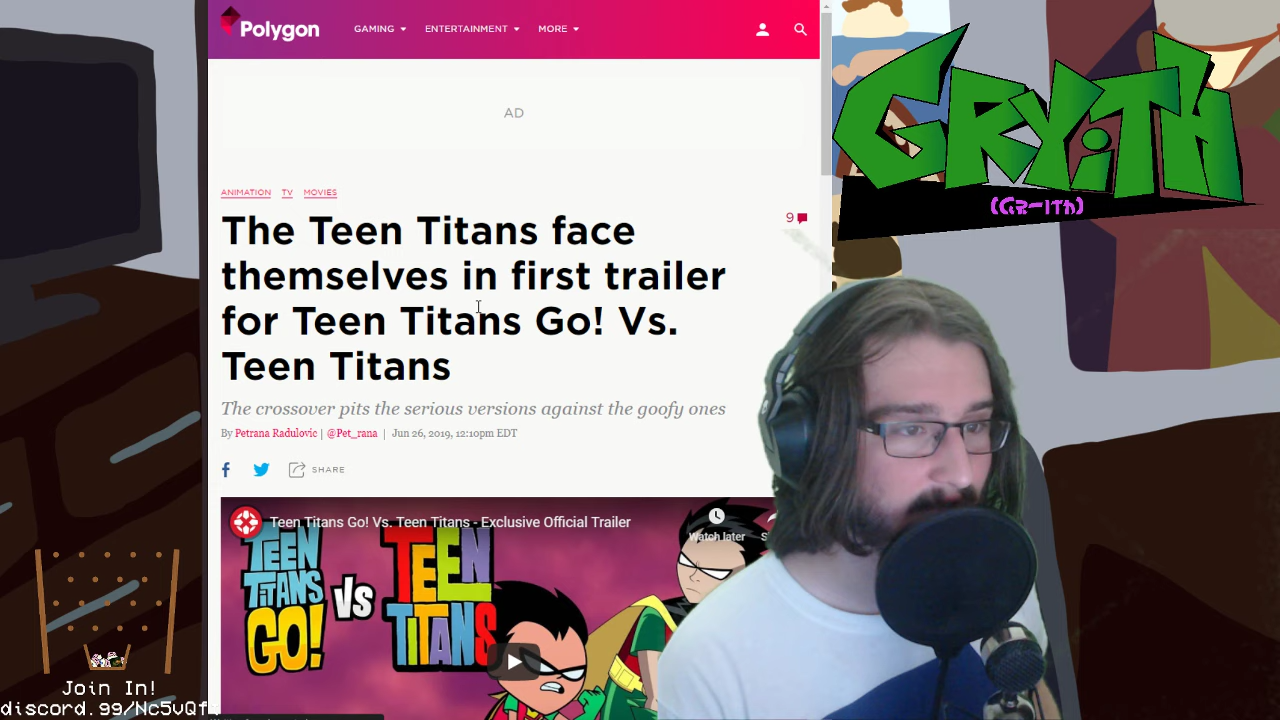 Polygon
GAMING
ENTERTAINMENT
MORE
AD
ANIMATION TV MOVIES
The Teen Titans face
themselves in first trailer
for Teen Titans Go! Vs.
Teen Titans
9
The crossover pits the serious versions against the goofy ones
By Petrana Radulovic | @Pet_rana | Jun 26, 2019, 12:10pm EDT
SHARE
Teen Titans Go! Vs. Teen Titans - Exclusive Official Trailer
Watch later
TEEN TITANS GO!
vs
TEEN TITANS
GRYITH
(GR-ITH)
Join In!